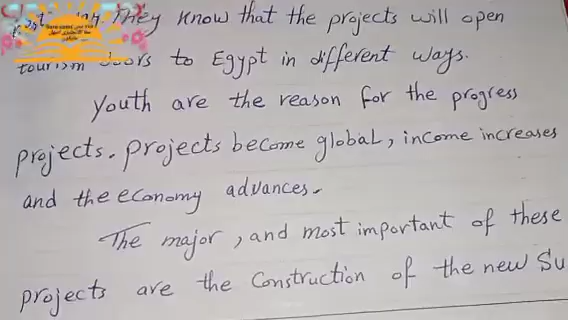 they know that the projects will open
tourism doors to Egypt in different ways.
youth are the reason for the progress
projects. projects become global, income increases
and the economy advances.
The major, and most important of these
projects are the Construction of the new Su